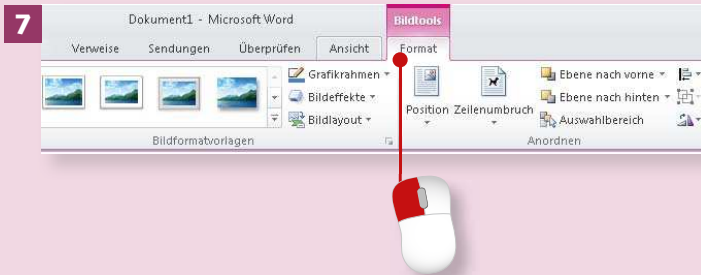 7
Dokument1 - Microsoft Word
Bildtools
Verweise Sendungen Überprüfen Ansicht Format
Grafikrahmen
Bildeffekte
Bildlayout
Bildformatvorlagen
Position
Zeilenumbruch
Ebene nach vorne
Ebene nach hinten
Auswahlbereich
Anordnen